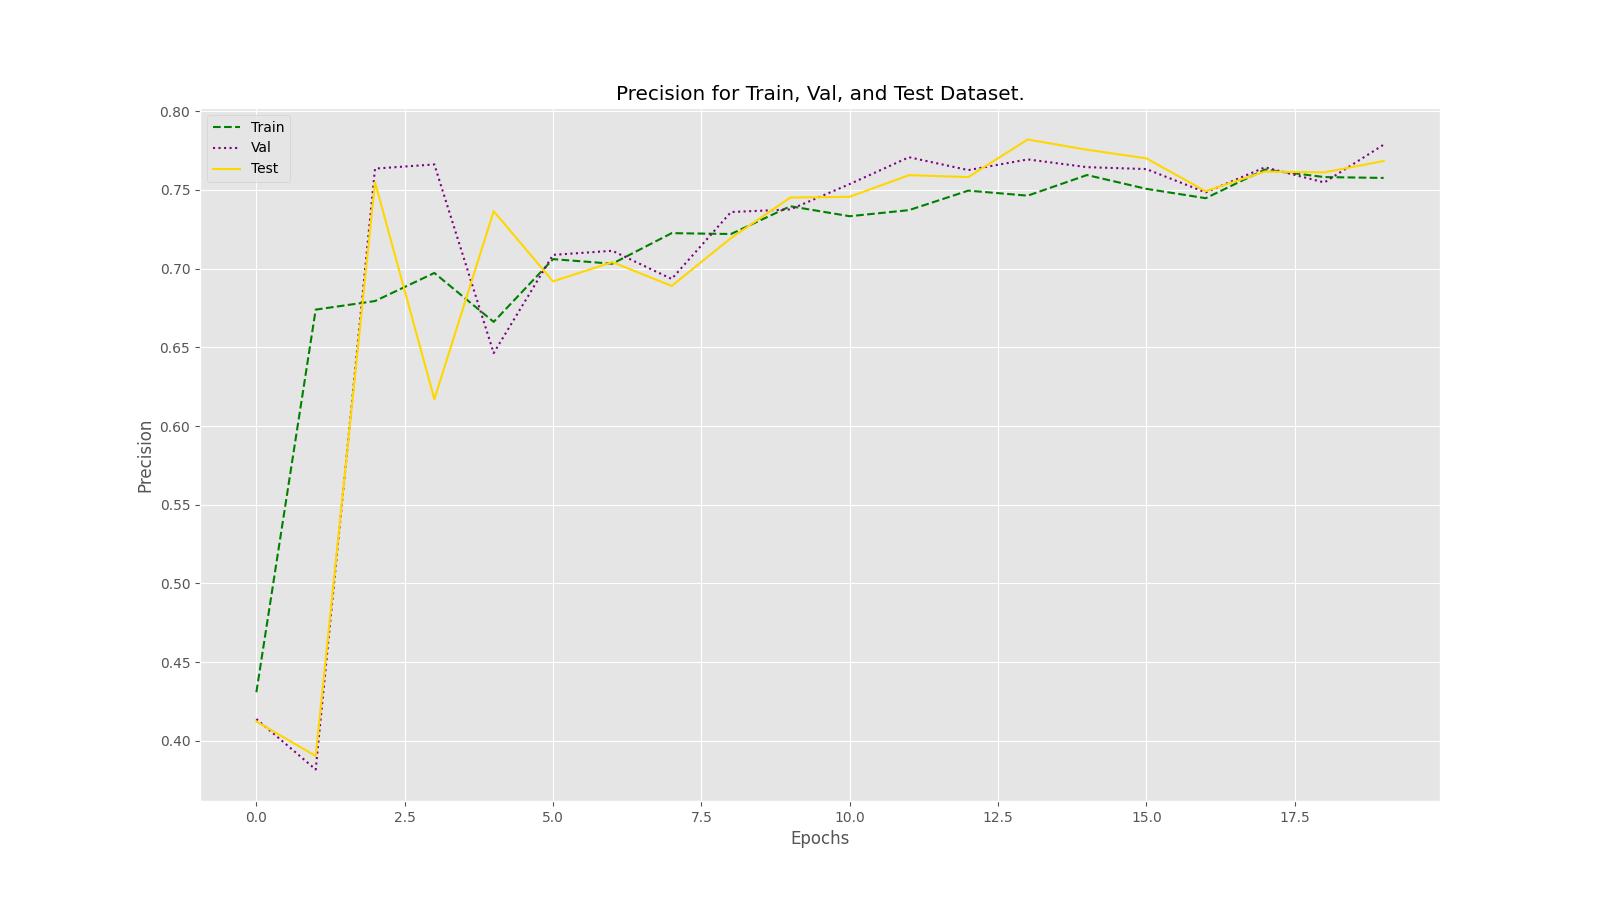 Precision for Train, Val, and Test Dataset.
0.80
0.75
0.70
0.65
0.60
0.55
0.50
0.45
0.40
Train
Val
Test
Precision
0.0 2.5 5.0 7.5 10.0 12.5 15.0 17.5
Epochs